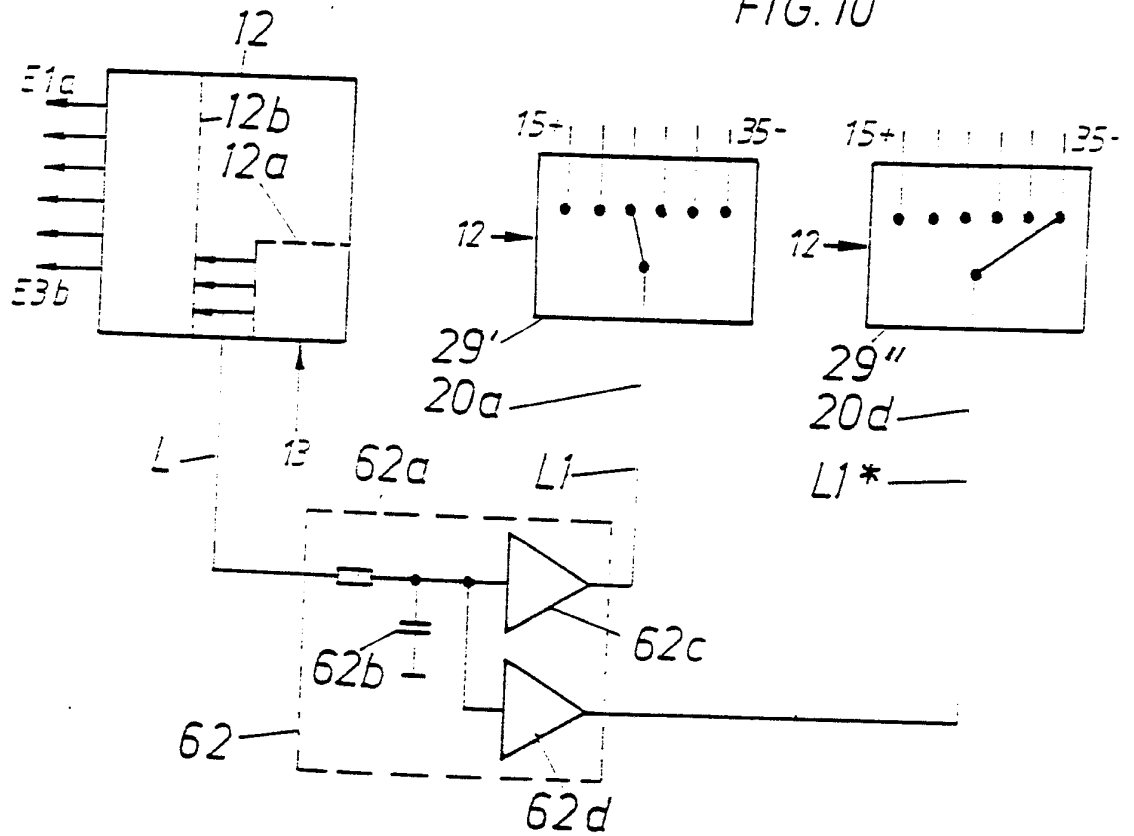 FIG. 10
12
E1a
12b
12a
15+
35-
15+
35-
12
12
E3b
29'
29"
20a
20d
L
13
62a
L1
L1*
62b
62c
62
62d